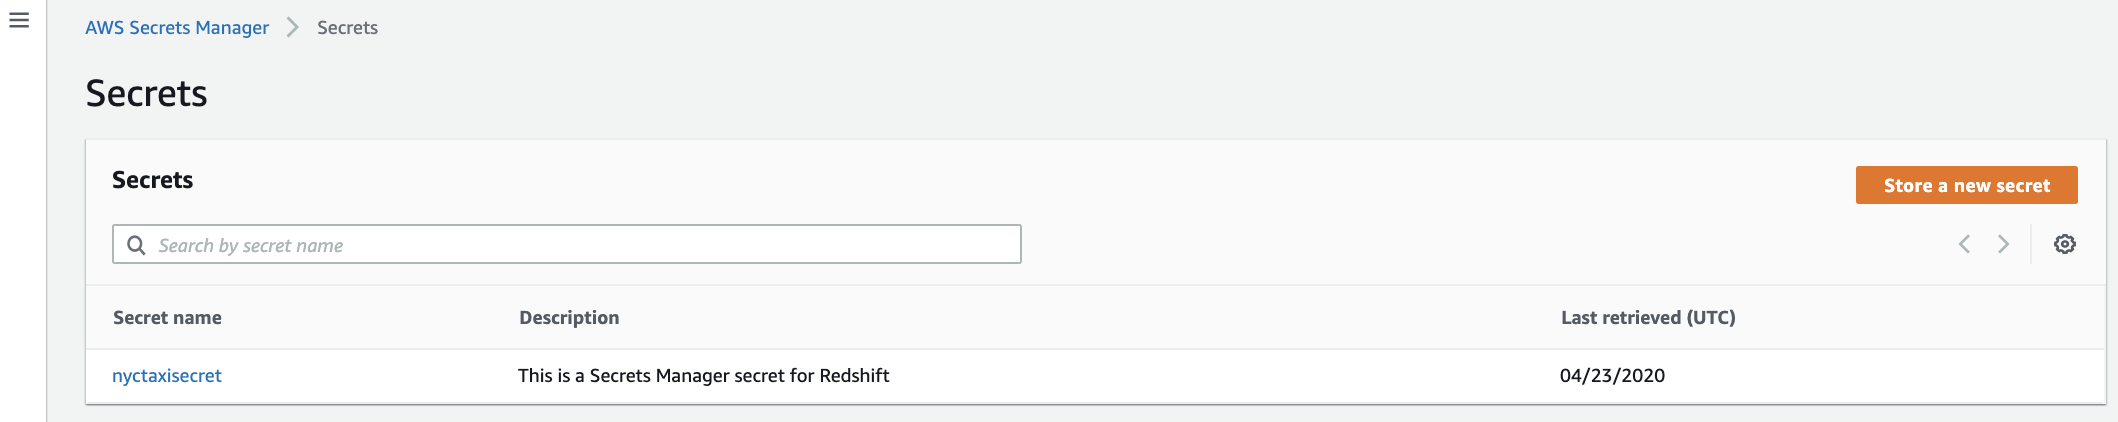 AWS Secrets Manager > Secrets
Secrets
Secrets
Store a new secret
Search by secret name
Secret name Description Last retrieved (UTC)
nyctaxisecret This is a Secrets Manager secret for Redshift 04/23/2020